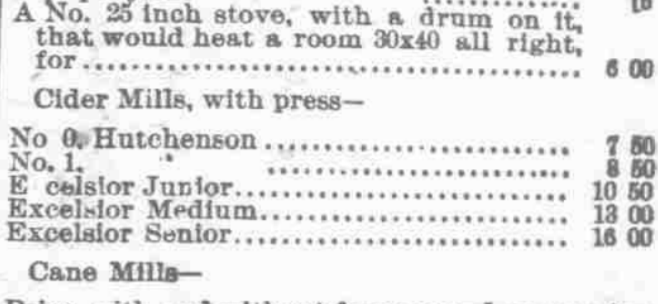 A No. 25 inch stove, with a drum on it,
that would heat a room 30x40 all right,
for ........................................ 6 00
Cider Mills, with press—
No 0. Hutchenson ........................... 7 50
No. 1. " ........................... 8 50
E celsior Junior............................. 10 50
Excelsior Medium........................... 13 00
Excelsior Senior............................. 16 00
Cane Mills—